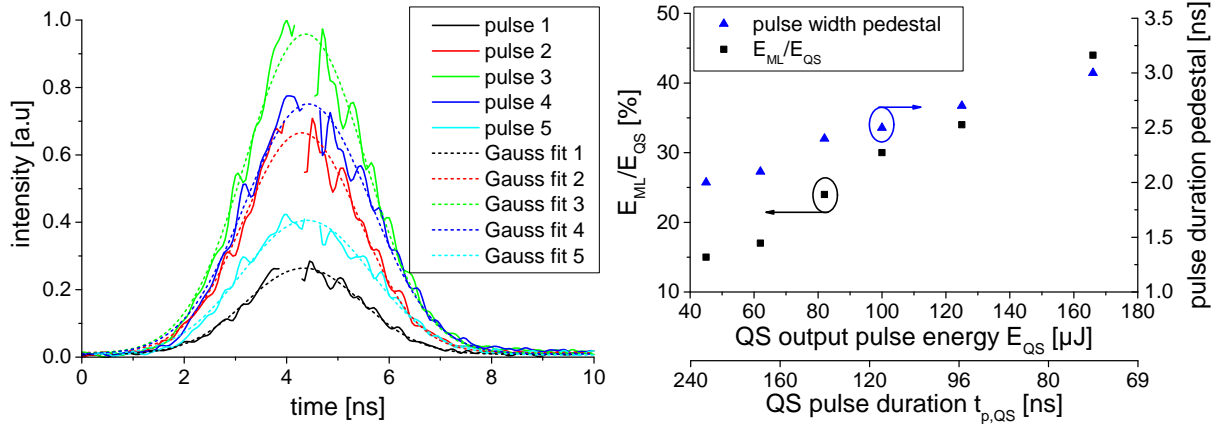 pulse 1
pulse 2
pulse 3
pulse 4
pulse 5
Gauss fit 1
Gauss fit 2
Gauss fit 3
Gauss fit 4
Gauss fit 5
intensity [a.u]
1.0
0.8
0.6
0.4
0.2
0.0
0 2 4 6 8 10
time [ns]
pulse width pedestal
E_ML/E_QS
E_ML/E_QS [%]
50
40
30
20
10
3.5
3.0
2.5
2.0
1.5
1.0
pulse duration pedestal [ns]
40 60 80 100 120 140 160 180
QS output pulse energy E_QS [µJ]
240 160 120 96 80 69
QS pulse duration t_p,QS [ns]